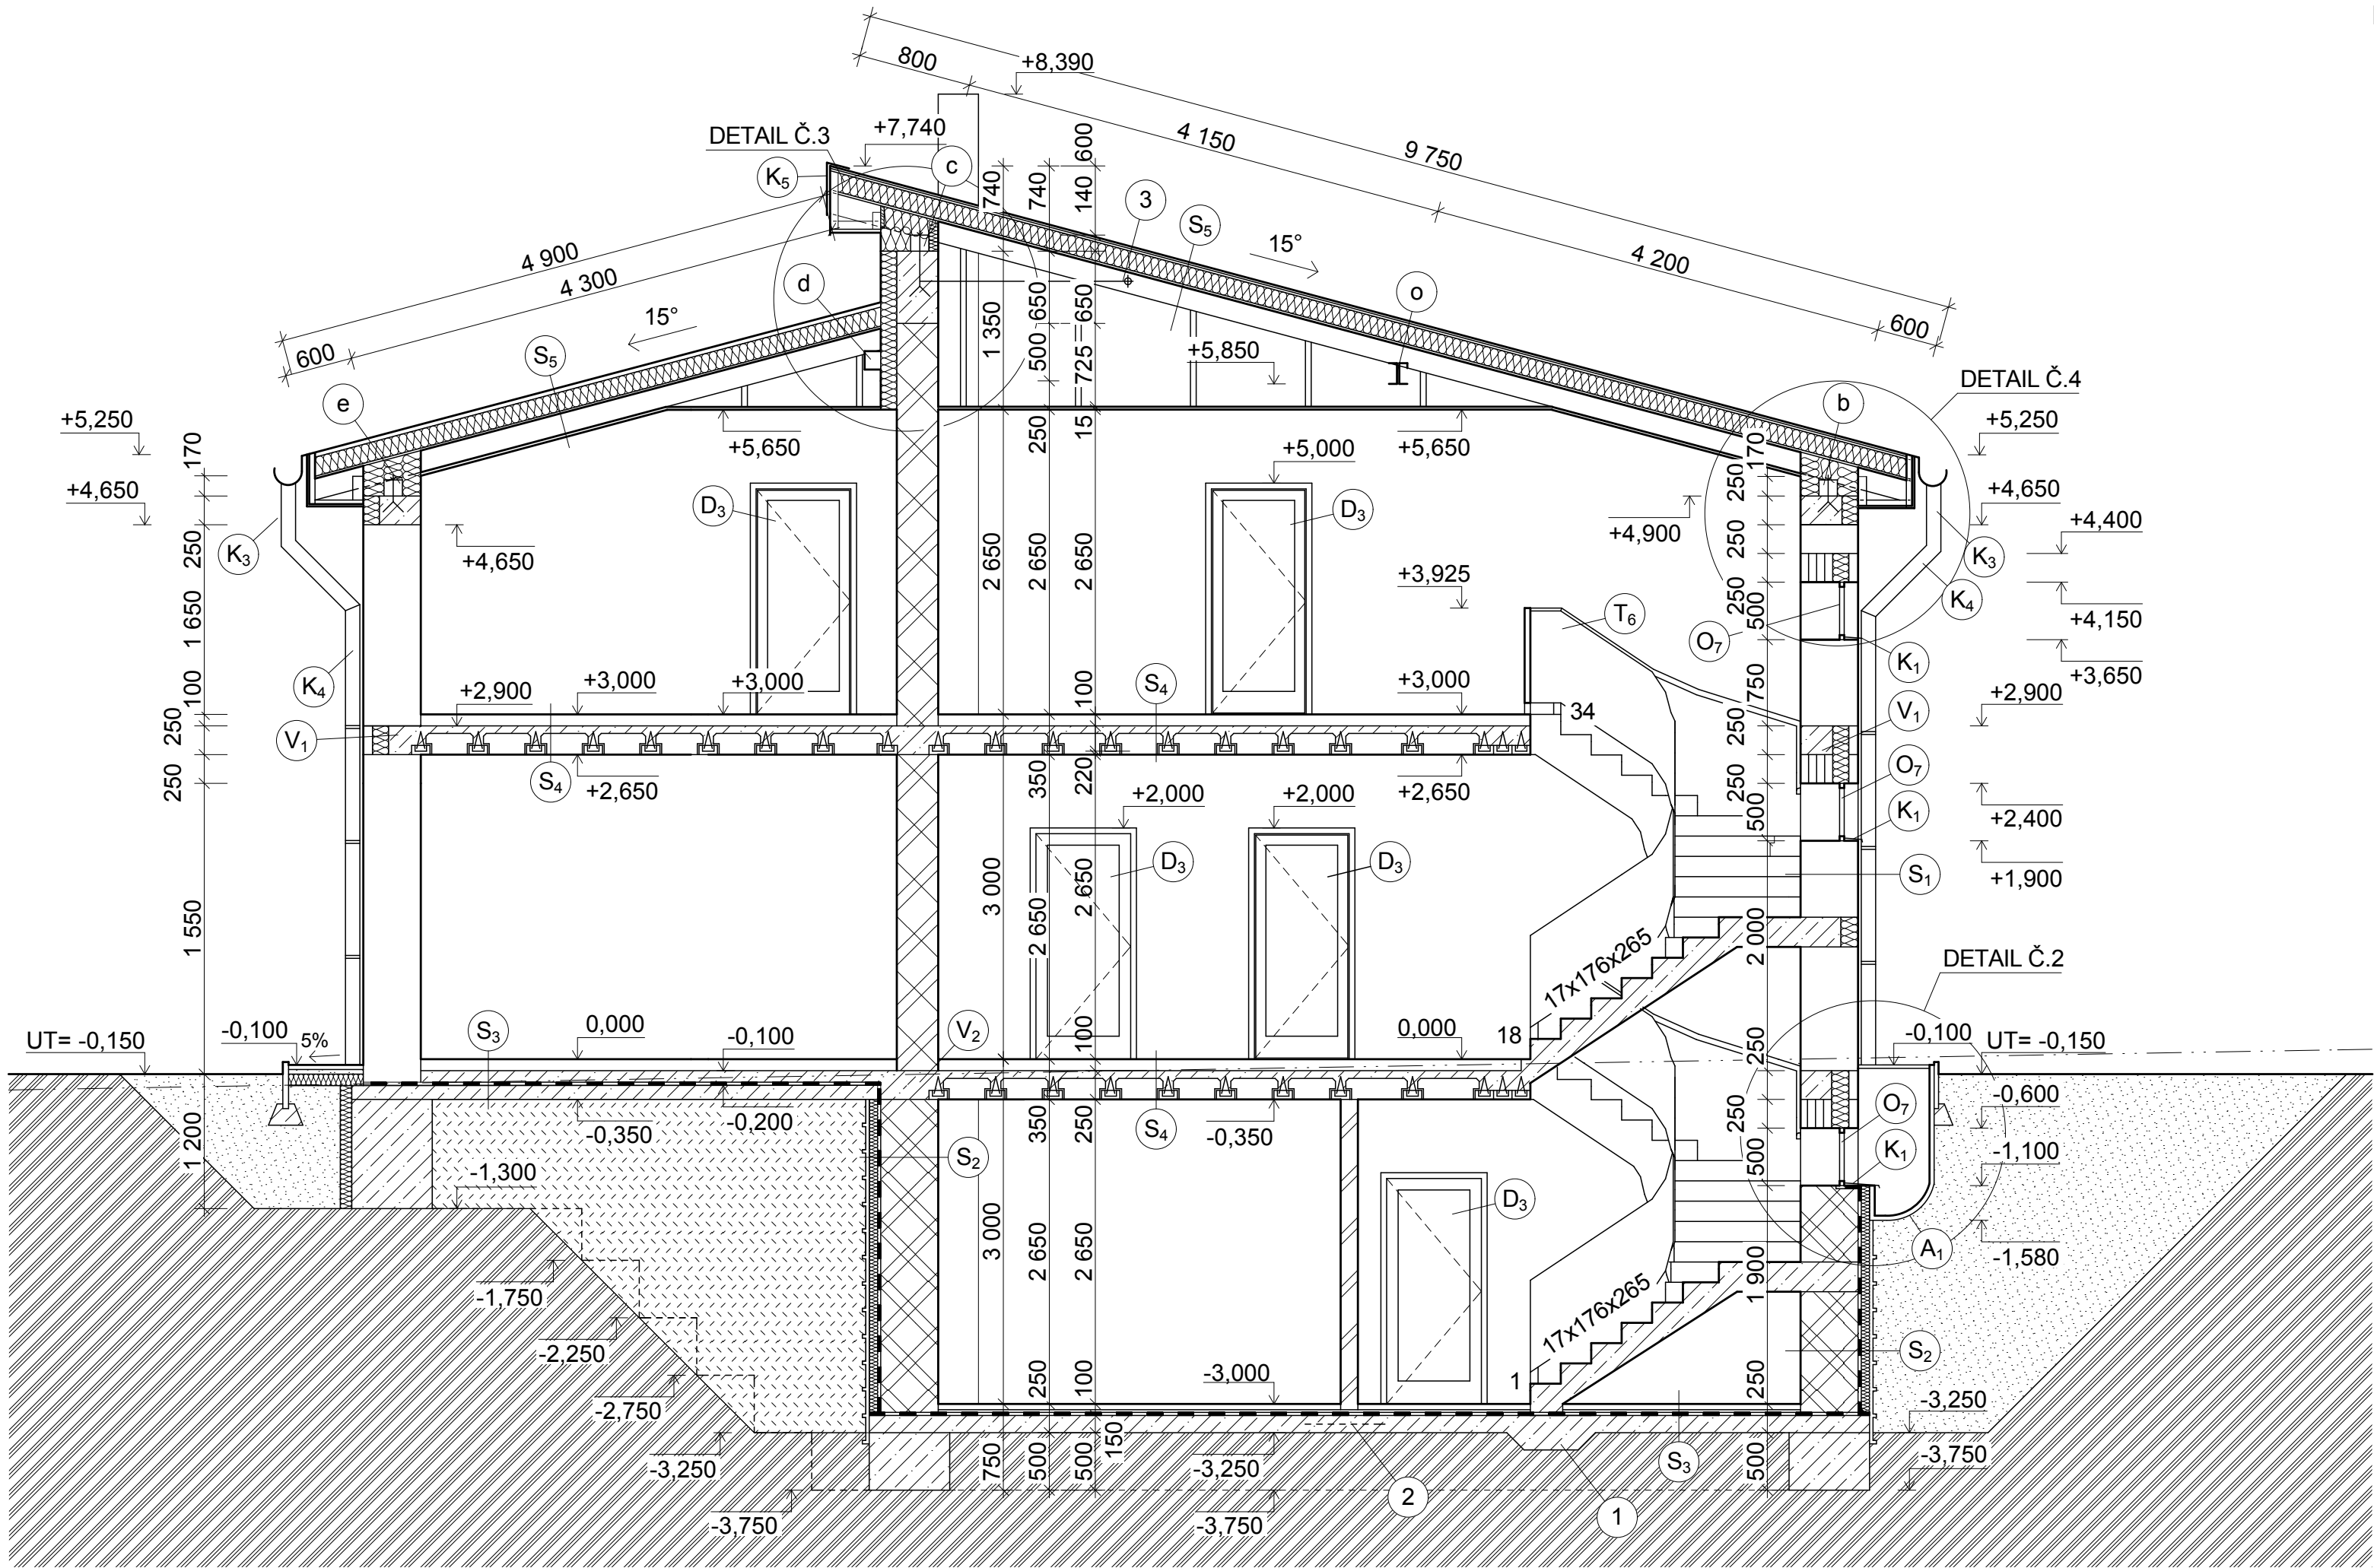 +8,390
800
4 150
9 750
4 200
600
DETAIL Č.3
+7,740
K5
c
3
S5
15°
o
d
4 900
4 300
600
15°
S5
e
740
740
140
600
1 350
650
500
650
725
15
250
+5,850
DETAIL Č.4
b
+5,250
+5,250
170
170
+4,650
+4,650
+5,650
+5,650
+5,000
+4,650
+4,900
+4,400
+4,150
+3,650
+3,925
D3
D3
K3
K3
K4
K4
T6
O7
K1
V1
250
250
250
250
500
1 650
2 650
2 650
2 650
750
100
100
250
250
250
250
+2,900
+3,000
+3,000
S4
+3,000
34
+2,900
V1
S4
+2,650
+2,650
350
220
+2,000
+2,000
D3
D3
O7
K1
500
+2,400
+1,900
S1
3 000
2 650
2 650
1 550
2 000
17x176x265
18
DETAIL Č.2
UT= -0,150
-0,100
5%
S3
0,000
-0,100
V2
0,000
-0,100
UT= -0,150
100
250
250
-0,350
-0,200
350
S4
250
-0,350
-0,600
O7
K1
500
-1,100
S2
1 200
-1,300
D3
A1
-1,580
-1,750
3 000
2 650
2 650
1 900
17x176x265
-2,250
-2,750
-3,000
1
S2
250
100
250
-3,250
-3,250
-3,250
-3,750
750
500
500
150
S3
500
2
1
-3,750
-3,750